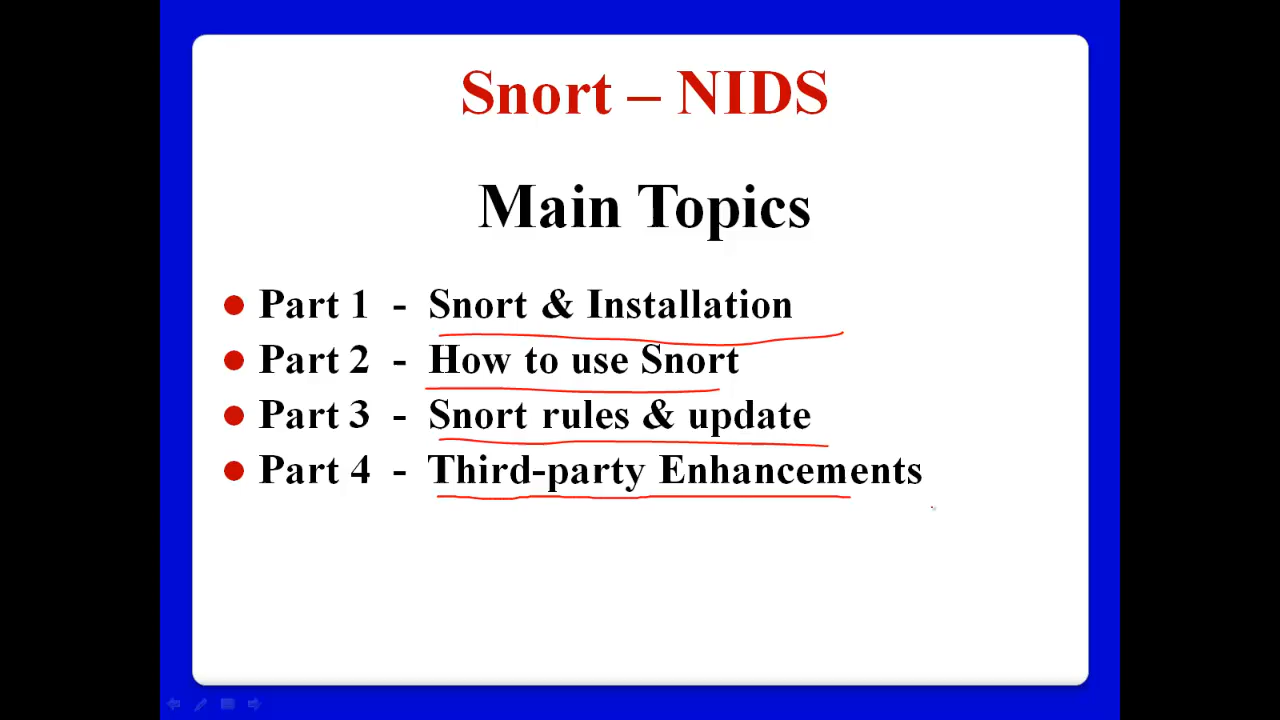 Snort – NIDS
Main Topics
Part 1 - Snort & Installation
Part 2 - How to use Snort
Part 3 - Snort rules & update
Part 4 - Third-party Enhancements